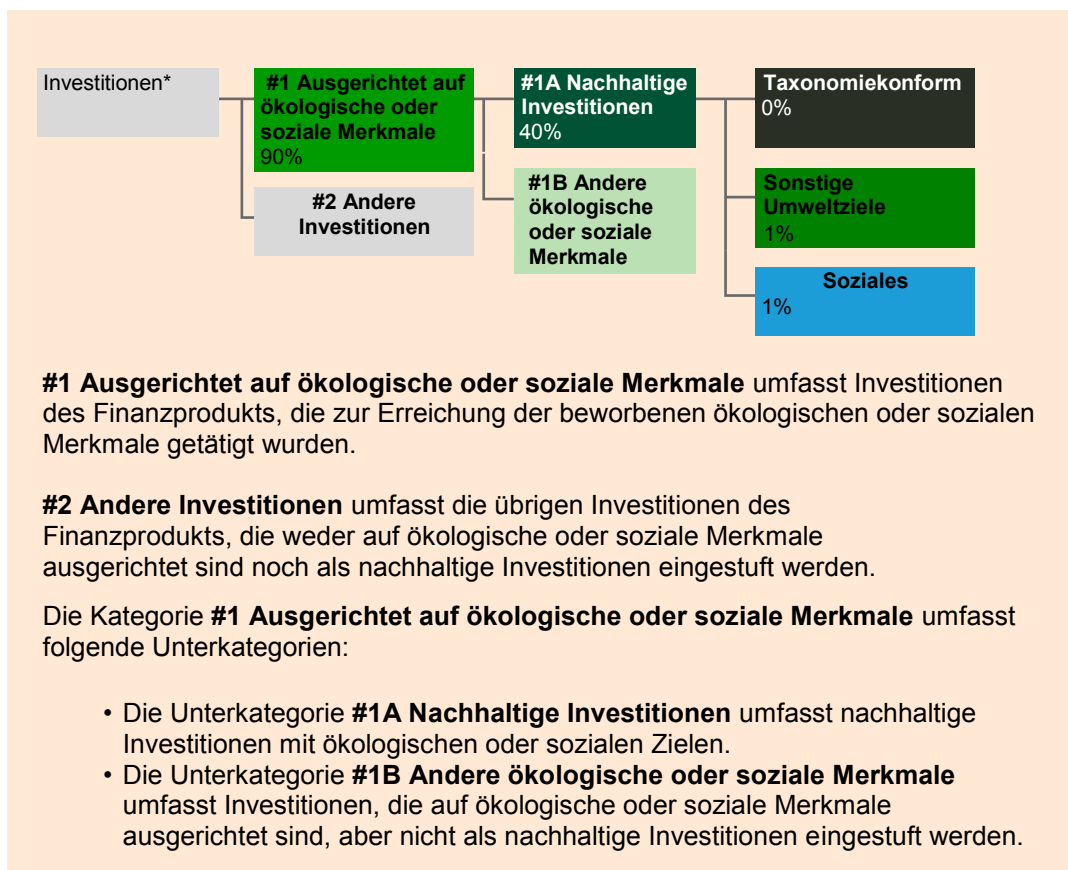 Investitionen*
#1 Ausgerichtet auf
ökologische oder
soziale Merkmale
90%
#2 Andere
Investitionen
#1A Nachhaltige
Investitionen
40%
#1B Andere
ökologische
oder soziale
Merkmale
Taxonomiekonform
0%
Sonstige
Umweltziele
1%
Soziales
1%
#1 Ausgerichtet auf ökologische oder soziale Merkmale umfasst Investitionen
des Finanzprodukts, die zur Erreichung der beworbenen ökologischen oder sozialen
Merkmale getätigt wurden.
#2 Andere Investitionen umfasst die übrigen Investitionen des
Finanzprodukts, die weder auf ökologische oder soziale Merkmale
ausgerichtet sind noch als nachhaltige Investitionen eingestuft werden.
Die Kategorie #1 Ausgerichtet auf ökologische oder soziale Merkmale umfasst
folgende Unterkategorien:
• Die Unterkategorie #1A Nachhaltige Investitionen umfasst nachhaltige
Investitionen mit ökologischen oder sozialen Zielen.
• Die Unterkategorie #1B Andere ökologische oder soziale Merkmale
umfasst Investitionen, die auf ökologische oder soziale Merkmale
ausgerichtet sind, aber nicht als nachhaltige Investitionen eingestuft werden.